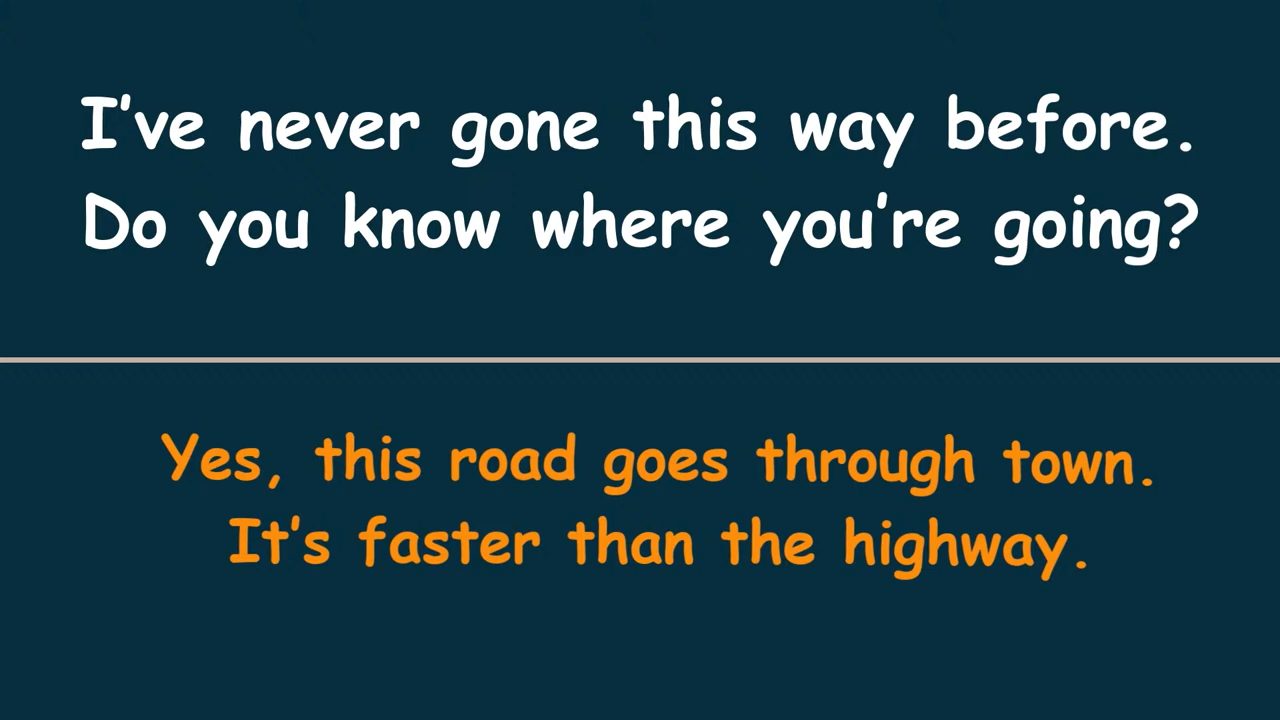 I've never gone this way before.
Do you know where you're going?
Yes, this road goes through town.
It's faster than the highway.